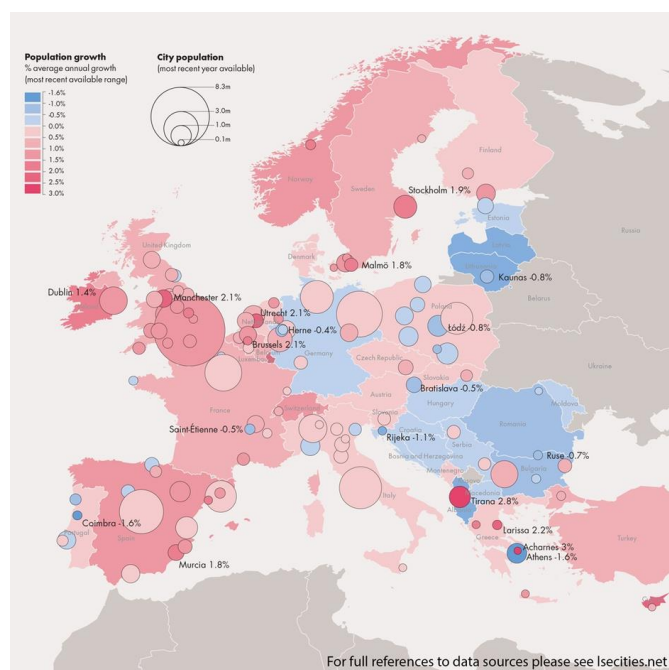 Population growth
% average annual growth
(most recent available range)
-1.6%
-1.0%
-0.5%
0.0%
0.5%
1.0%
1.5%
2.0%
2.5%
3.0%
City population
(most recent year available)
8.3m
3.0m
1.0m
0.1m
Finland
Norway
Sweden
Stockholm 1.9%
Estonia
Russia
Latvia
United Kingdom
Denmark
Malmö 1.8%
Lithuania
Kaunas -0.8%
Dublin 1.4%
Manchester 2.1%
Belarus
Poland
Utrecht 2.1%
Herne -0.4%
Łódź -0.8%
Brussels 2.1%
Belgium
Germany
Czech Republic
Ukraine
Slovakia
Bratislava -0.5%
Austria
Hungary
Moldova
France
Switzerland
Slovenia
Saint-Étienne -0.5%
Croatia
Rijeka -1.1%
România
Serbia
Bosnia and Herzegovina
Ruse -0.7%
Bulgaria
Montenegro
Kosovo
Italy
Macedonia
Tirana 2.8%
Coimbra -1.6%
Portugal
Spain
Larissa 2.2%
Greece
Turkey
Acharnes 3%
Athens -1.6%
Murcia 1.8%
For full references to data sources please see lsecities.net